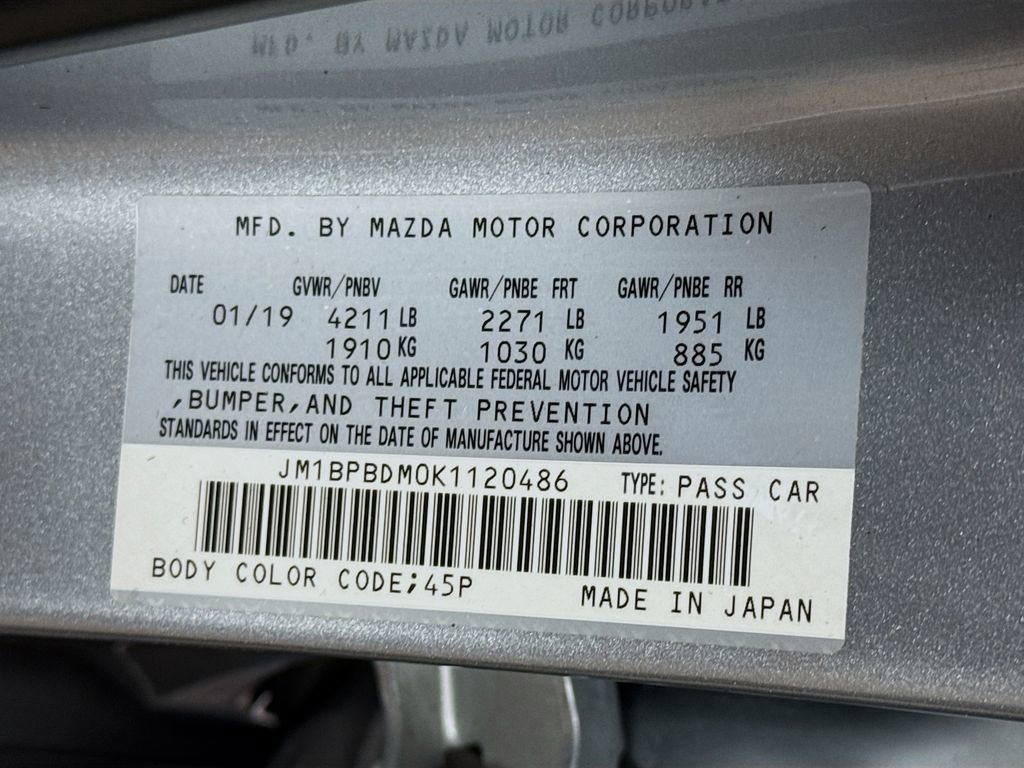 MFD. BY MAZDA MOTOR CORPORATION
DATE GVWR/PNBV GAWR/PNBE FRT GAWR/PNBE RR
01/19 4211 LB 2271 LB 1951 LB
1910 KG 1030 KG 885 KG
THIS VEHICLE CONFORMS TO ALL APPLICABLE FEDERAL MOTOR VEHICLE SAFETY
,BUMPER,AND THEFT PREVENTION
STANDARDS IN EFFECT ON THE DATE OF MANUFACTURE SHOWN ABOVE.
JM1BPBDM0K1120486 TYPE: PASS CAR
BODY COLOR CODE;45P MADE IN JAPAN